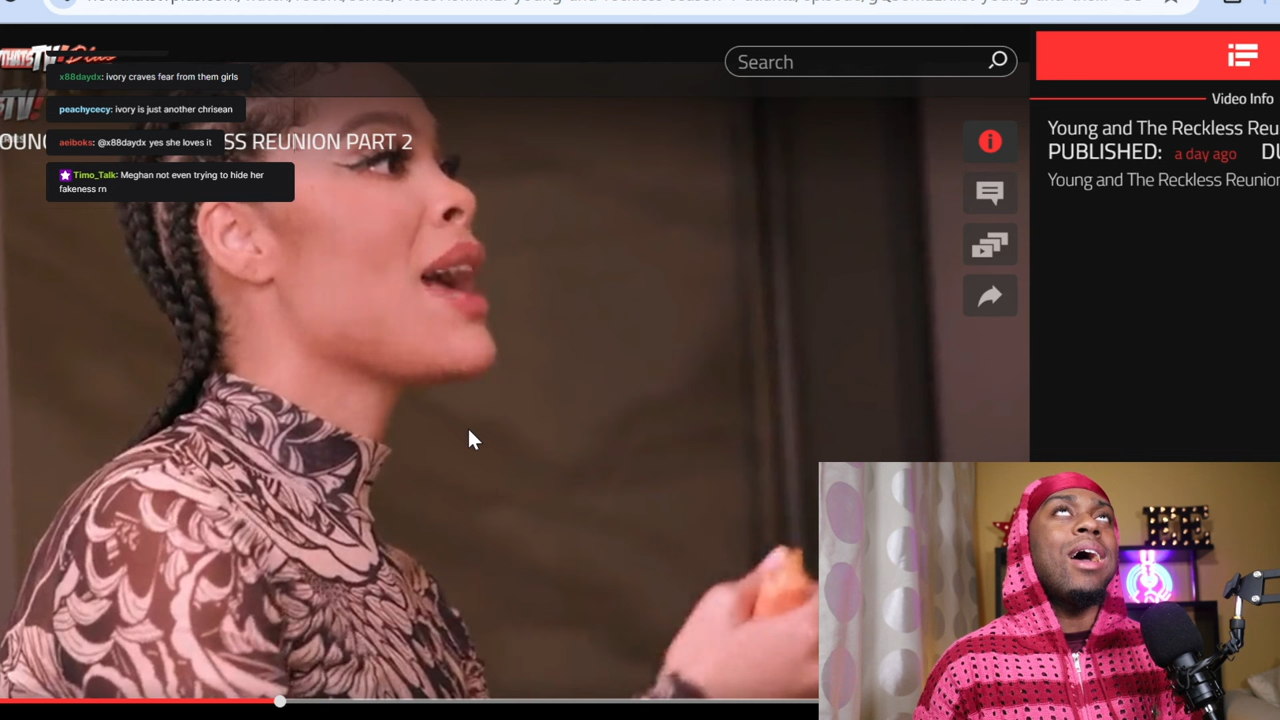 Search
x88daydx: ivory craves fear from them girls
peachycecy: ivory is just another chrisean
aeiboks: @x88daydx yes she loves it
SS REUNION PART 2
Timo_Talk: Meghan not even trying to hide her
fakeness rn
Video Info
Young and The Reckless Reu
PUBLISHED: a day ago DU
Young and The Reckless Reunion